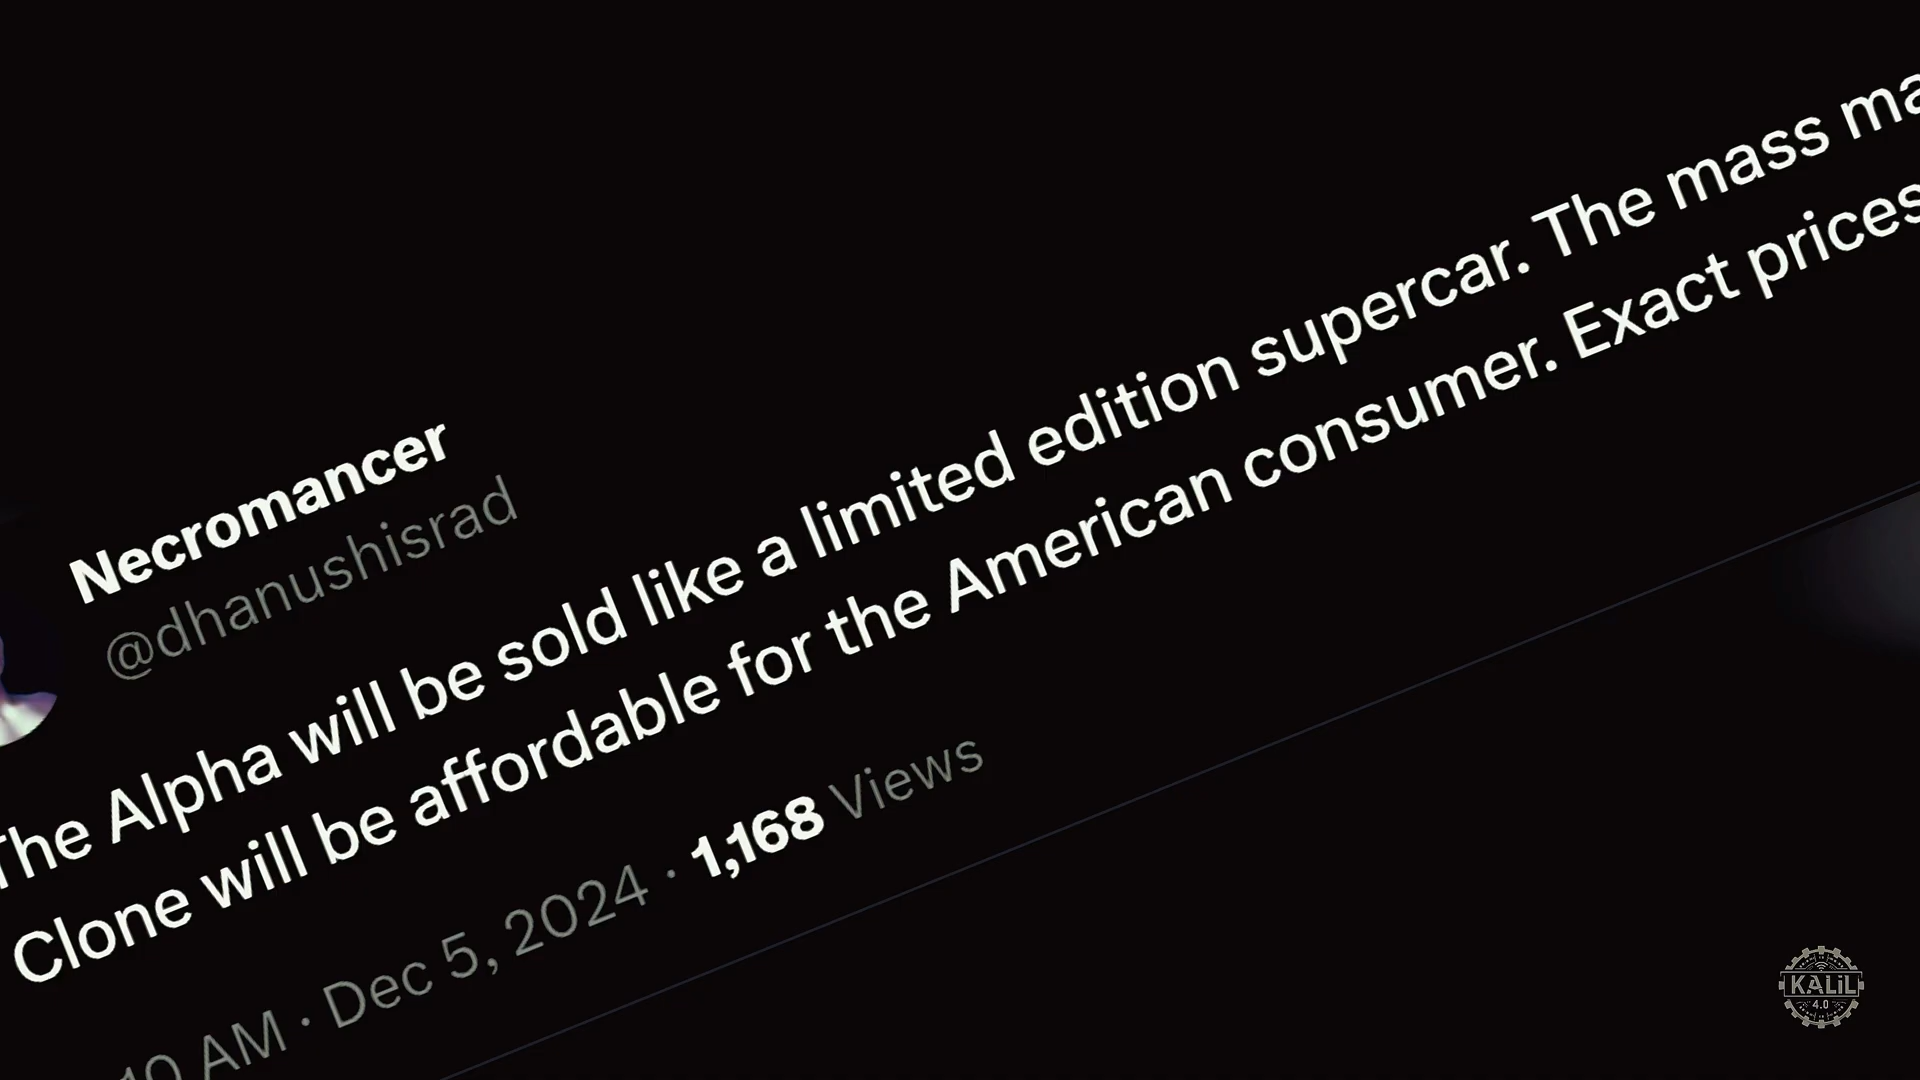 Necromancer
@dhanushisrad
The Alpha will be sold like a limited edition supercar. The mass
Clone will be affordable for the American consumer. Exact prices
10 AM · Dec 5, 2024 · 1,168 Views
KALiL
4.0